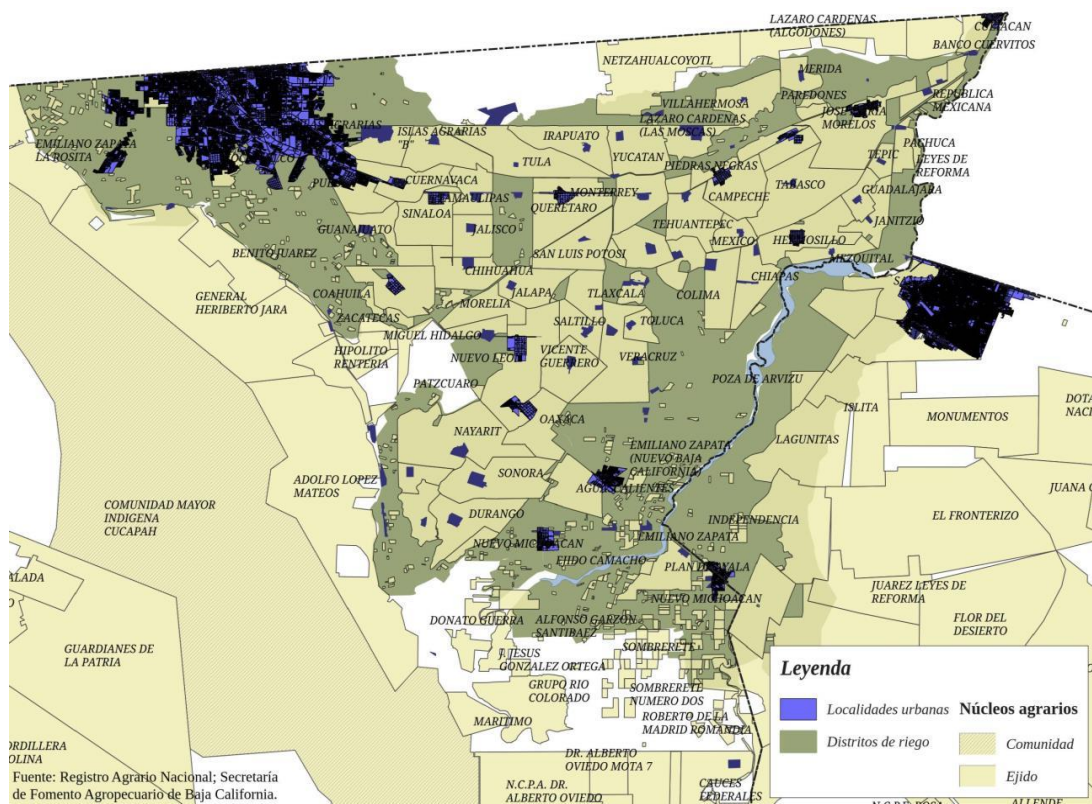 LAZARO CARDENAS
(ALGODONES)
BANCO CUERVITOS
NETZAHUALCOYOTL
MERIDA
PAREDONES
REPUBLICA
MEXICANA
VILLAHERMOSA
LAZARO CARDENAS
(LAS MOSCAS)
MORELOS
ISLAS AGRARIAS
"B"
IRAPUATO
EMILIANO ZAPATA
LA ROSITA
TULA
YUCATAN
PIEDRAS NEGRAS
TEPIC
PACHUCA
LEYES DE
REFORMA
CUERNAVACA
TAMAULIPAS
MONTERREY
QUERETARO
CAMPECHE
TABASCO
GUADALAJARA
SINALOA
GUANAJUATO
JALISCO
TEHUANTEPEC
MEXICO
HERMOSILLO
JANITZIO
BENITO JUAREZ
SAN LUIS POTOSI
MEZQUITAL
CHIHUAHUA
CHIAPAS
GENERAL
HERIBERTO JARA
COAHUILA
JALAPA
TLAXCALA
COLIMA
MORELIA
ZACATECAS
SALTILLO
TOLUCA
MIGUEL HIDALGO
HIPOLITO
RENTERIA
NUEVO LEON
VICENTE
GUERRERO
VERACRUZ
PATZCUARO
POZA DE ARVIZU
ISLITA
MONUMENTOS
OAXACA
NAYARIT
EMILIANO ZAPATA
(NUEVO BAJA
CALIFORNIA)
LAGUNITAS
ADOLFO LOPEZ
MATEOS
SONORA
AGUASCALIENTES
COMUNIDAD MAYOR
INDIGENA
CUCAPAH
DURANGO
INDEPENDENCIA
EL FRONTERIZO
NUEVO MICHOACAN
EMILIANO ZAPATA
EJIDO CAMACHO
PLAN DE AYALA
JUAREZ LEYES DE
REFORMA
NUEVO MICHOACAN
DONATO GUERRA
ALFONSO GARZON
SANTIBAEZ
FLOR DEL
DESIERTO
GUARDIANES DE
LA PATRIA
J. JESUS
GONZALEZ ORTEGA
SOMBRERETE
GRUPO RIO
COLORADO
SOMBRERETE
NUMERO DOS
MARITIMO
ROBERTO DE LA
MADRID ROMANDIA
DR. ALBERTO
OVIEDO MOTA 7
N.C.P.A. DR.
ALBERTO OVIEDO
CAUCES
FEDERALES
Leyenda
Localidades urbanas
Distritos de riego
Núcleos agrarios
Comunidad
Ejido
Fuente: Registro Agrario Nacional; Secretaría
de Fomento Agropecuario de Baja California.